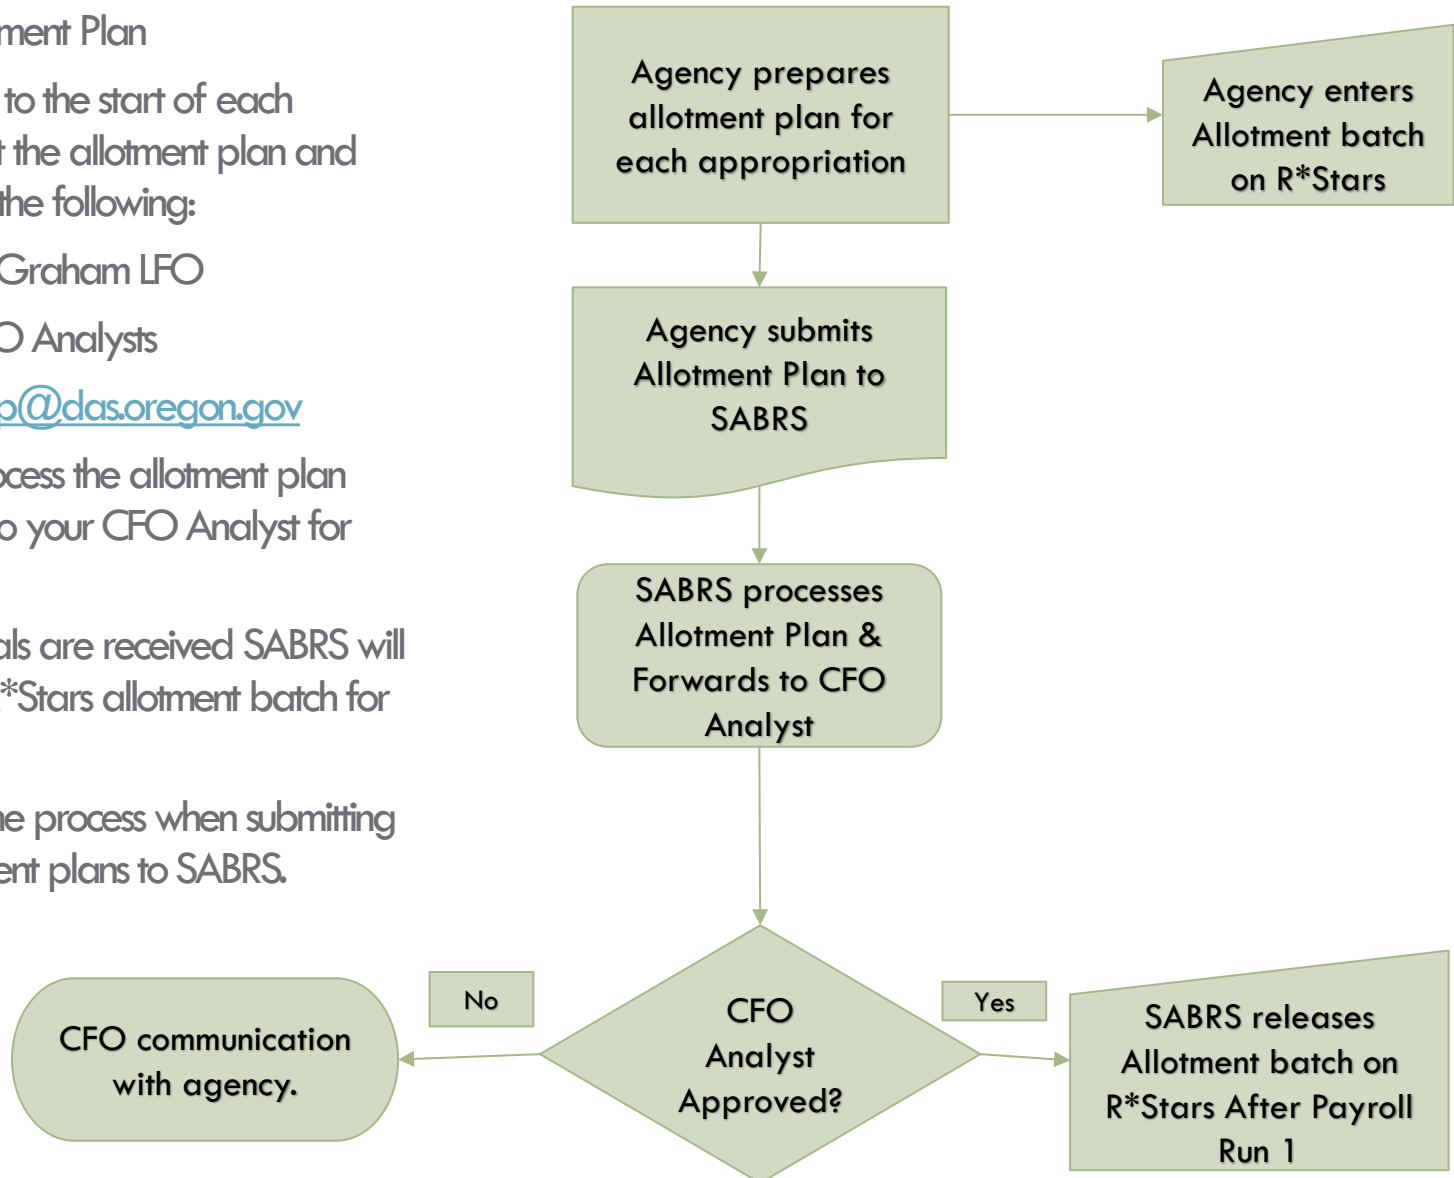 ment Plan
to the start of each
t the allotment plan and
the following:
Graham LFO
O Analysts
p@das.oregon.gov
ocess the allotment plan
o your CFO Analyst for
als are received SABRS will
R*Stars allotment batch for
ne process when submitting
ent plans to SABRS.
Agency prepares
allotment plan for
each appropriation
Agency enters
Allotment batch
on R*Stars
Agency submits
Allotment Plan to
SABRS
SABRS processes
Allotment Plan &
Forwards to CFO
Analyst
CFO
Analyst
Approved?
No
CFO communication
with agency.
Yes
SABRS releases
Allotment batch on
R*Stars After Payroll
Run 1